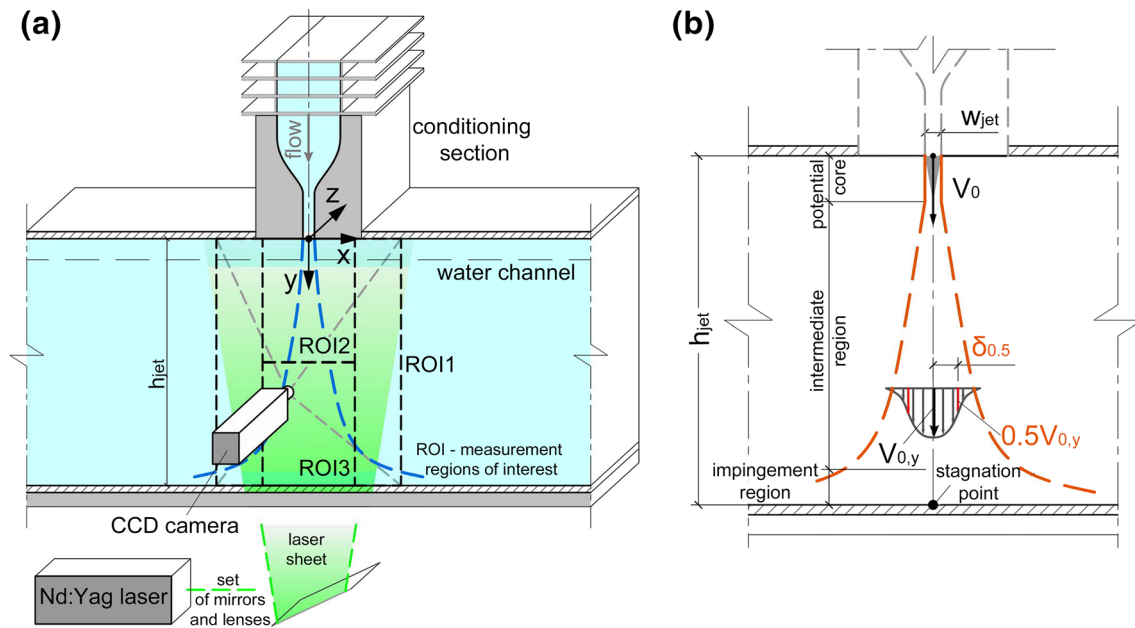 (a)
flow
conditioning
section
z
x
y
water channel
hjet
ROI2
ROI1
ROI3
ROI - measurement
regions of interest
CCD camera
laser
sheet
Nd:Yag laser
set
of mirrors
and lenses
(b)
wjet
potential
core
V0
hjet
intermediate
region
δ0.5
V0,y
0.5V0,y
impingement
region
stagnation
point